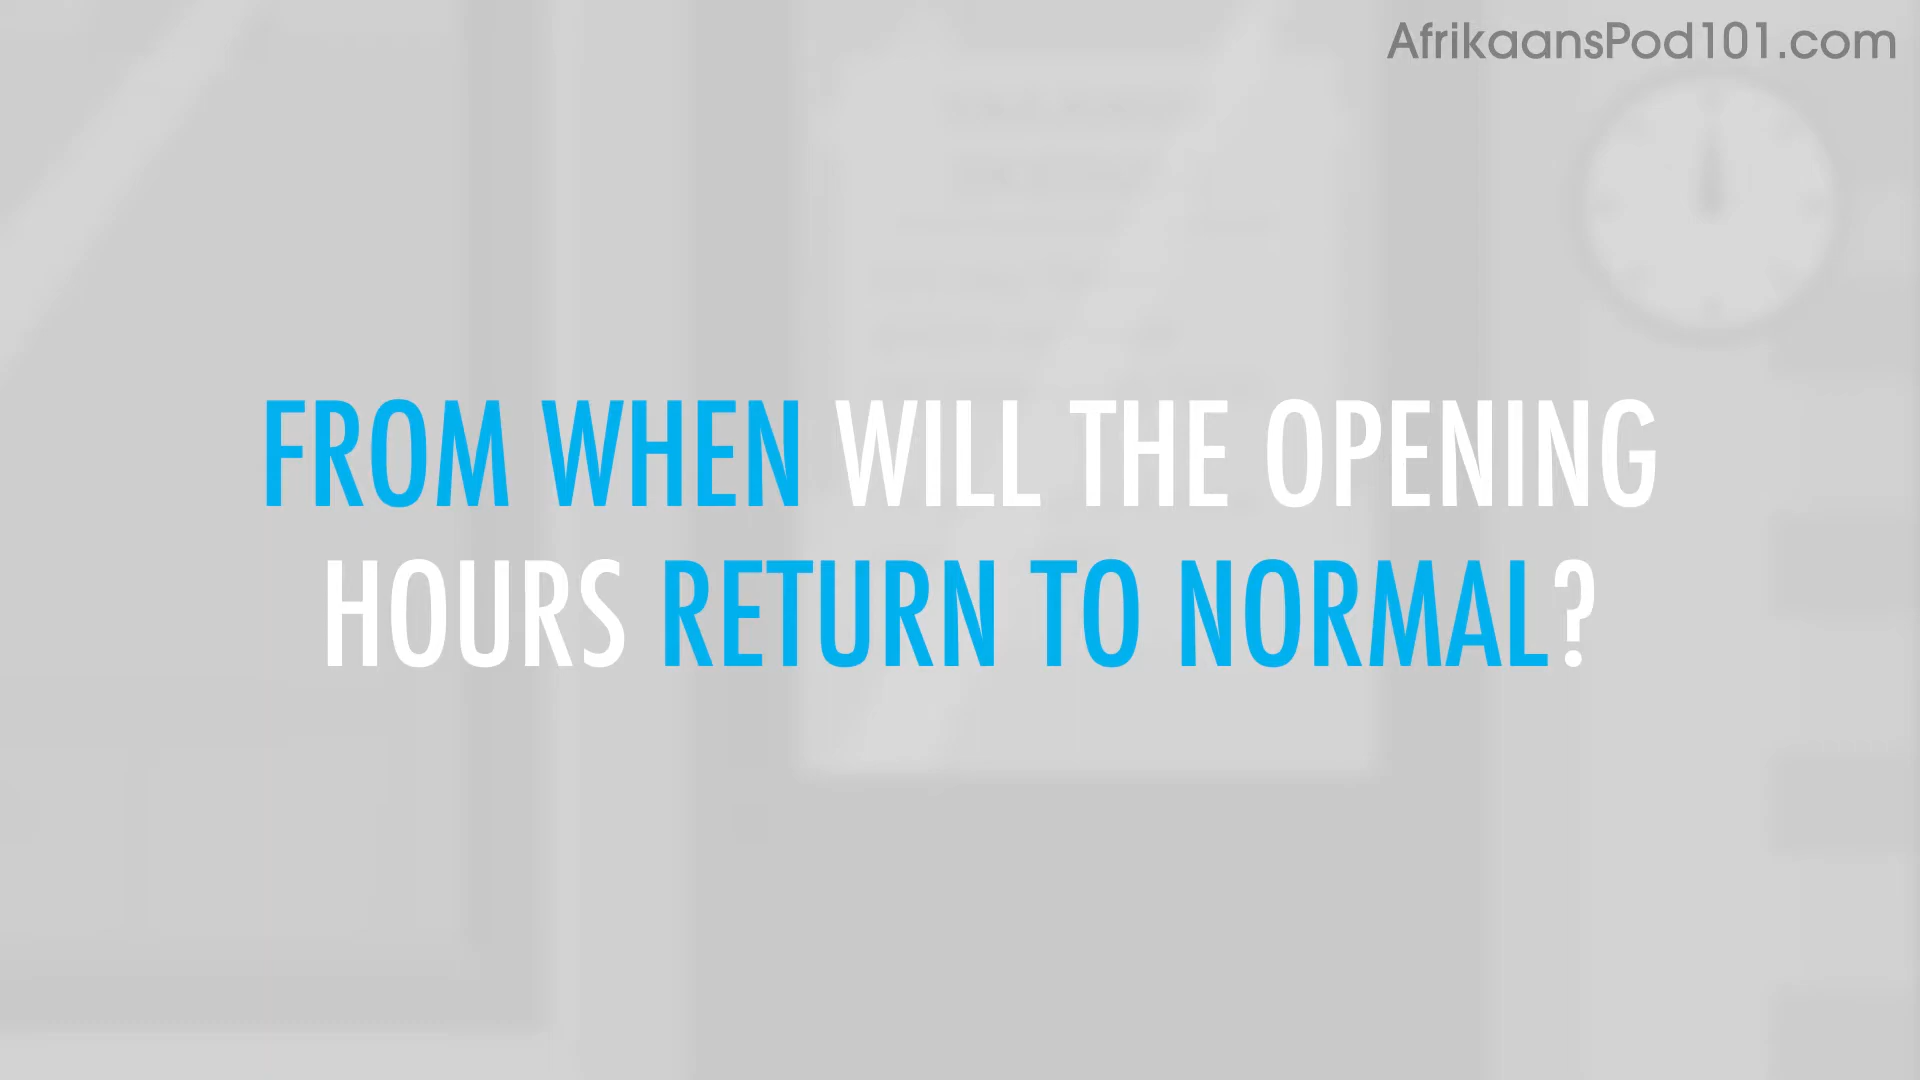 AfrikaansPod101.com
FROM WHEN WILL THE OPENING
HOURS RETURN TO NORMAL?